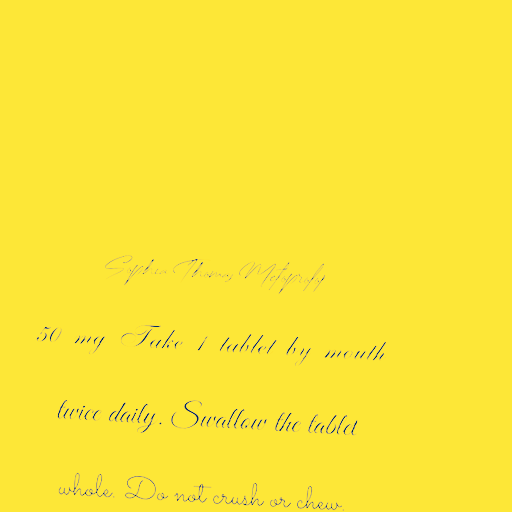 Sophia Thomas
50 mg Take 1 tablet by mouth
twice daily. Swallow the tablet
whole. Do not crush or chew.